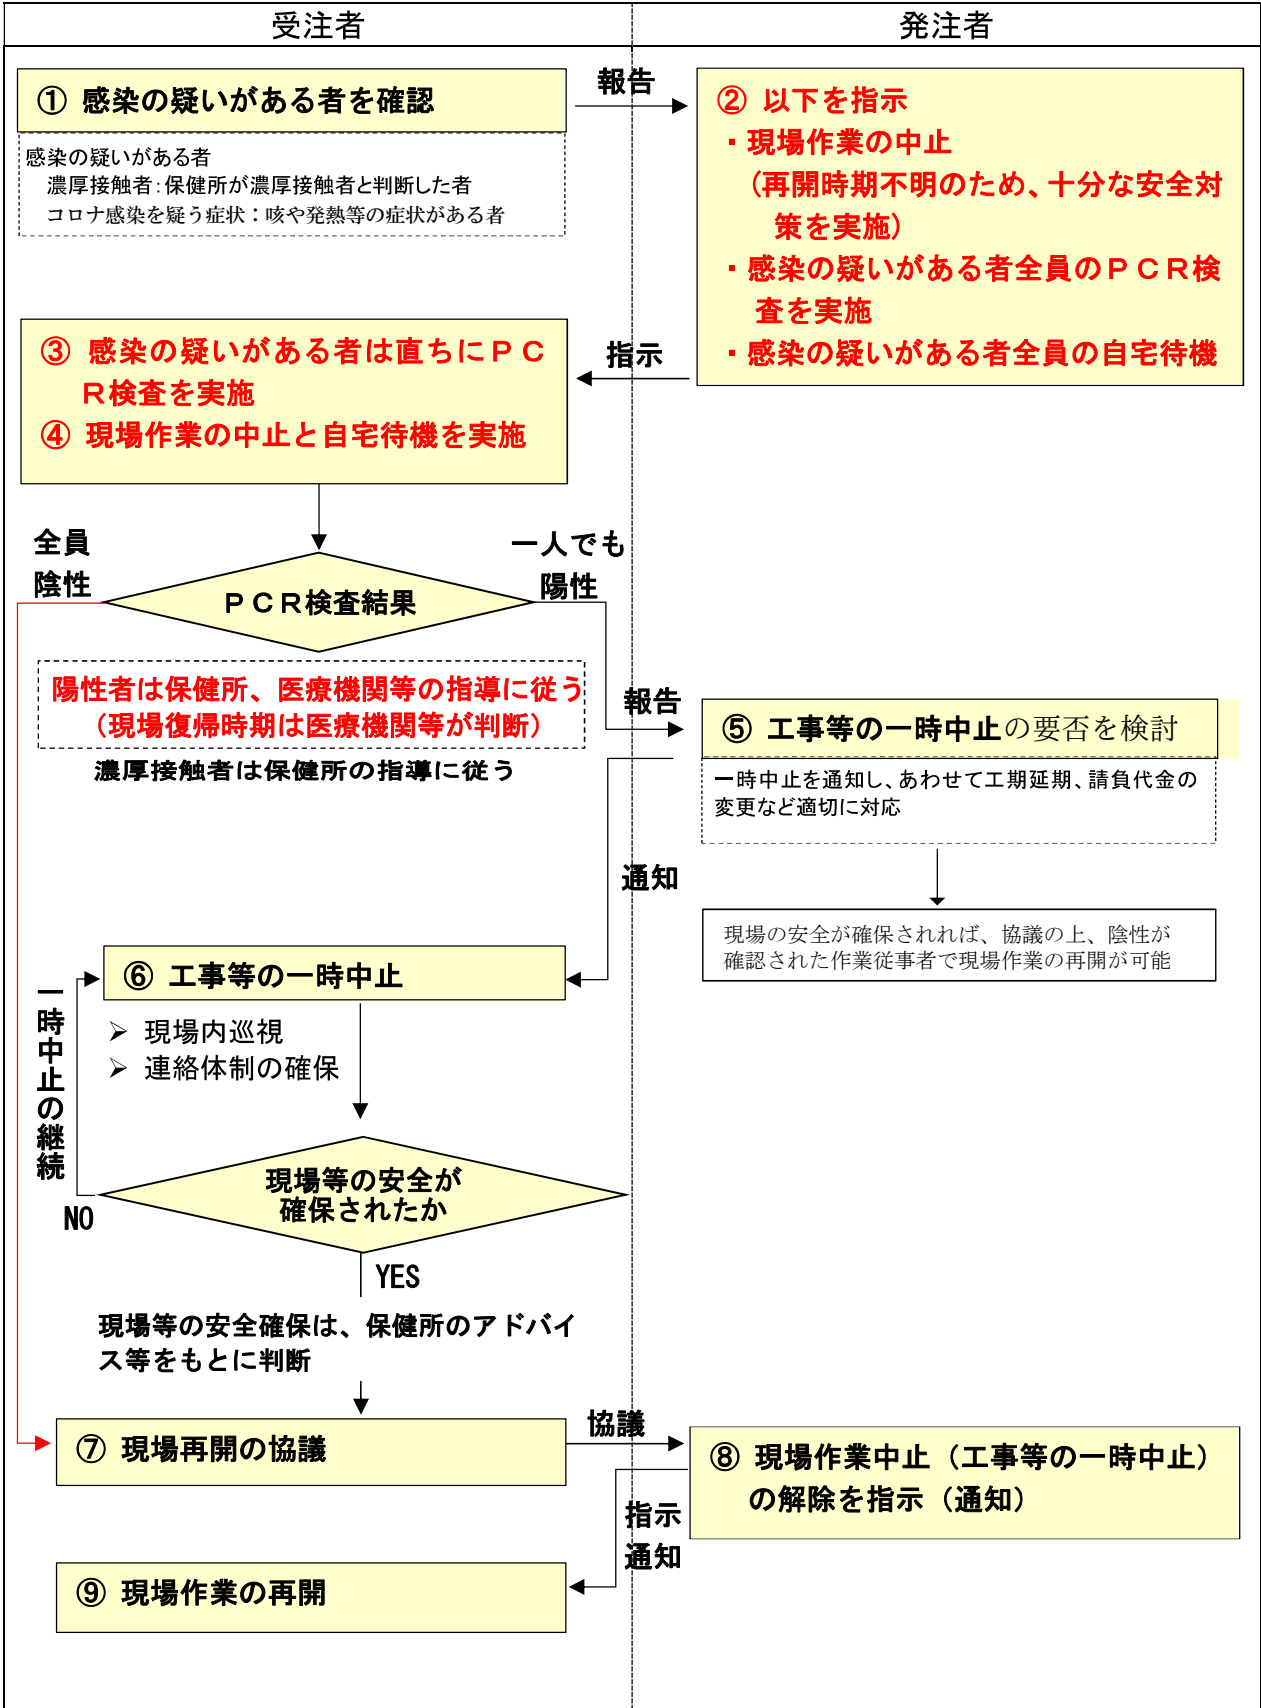 受注者
発注者
① 感染の疑いがある者を確認
感染の疑いがある者
濃厚接触者：保健所が濃厚接触者と判断した者
コロナ感染を疑う症状：咳や発熱等の症状がある者
報告
② 以下を指示
・現場作業の中止
（再開時期不明のため、十分な安全対
策を実施）
・感染の疑いがある者全員のＰＣＲ検
査を実施
・感染の疑いがある者全員の自宅待機
指示
③ 感染の疑いがある者は直ちにＰＣ
Ｒ検査を実施
④ 現場作業の中止と自宅待機を実施
全員
陰性
一人でも
陽性
ＰＣＲ検査結果
陽性者は保健所、医療機関等の指導に従う
（現場復帰時期は医療機関等が判断）
濃厚接触者は保健所の指導に従う
報告
⑤ 工事等の一時中止の要否を検討
一時中止を通知し、あわせて工期延期、請負代金の
変更など適切に対応
通知
現場の安全が確保されれば、協議の上、陰性が
確認された作業従事者で現場作業の再開が可能
⑥ 工事等の一時中止
➢ 現場内巡視
➢ 連絡体制の確保
一時中止の継続
現場等の安全が
確保されたか
NO
YES
現場等の安全確保は、保健所のアドバイ
ス等をもとに判断
⑦ 現場再開の協議
協議
⑧ 現場作業中止（工事等の一時中止）
の解除を指示（通知）
指示
通知
⑨ 現場作業の再開